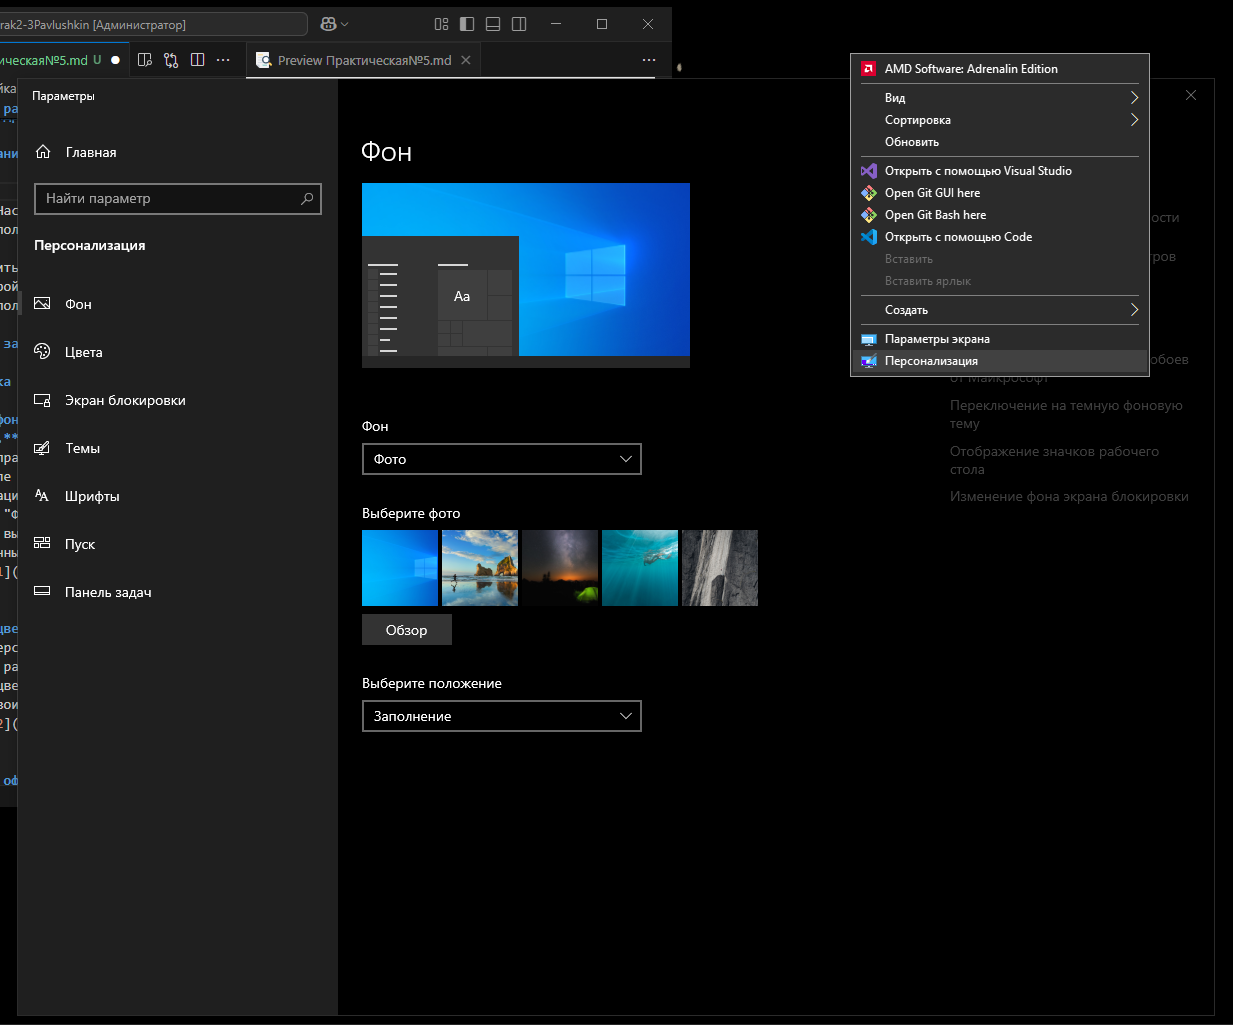 rak2-3Pavlushkin [Администратор]
ическая№5.md U
Preview Практическая№5.md
Параметры
Главная
Найти параметр
Персонализация
Фон
Цвета
Экран блокировки
Темы
Шрифты
Пуск
Панель задач
Фон
Aa
Фон
Фото
Выберите фото
Обзор
Выберите положение
Заполнение
AMD Software: Adrenalin Edition
Вид
Сортировка
Обновить
Открыть с помощью Visual Studio
Open Git GUI here
Open Git Bash here
Открыть с помощью Code
Вставить
Вставить ярлык
Создать
Параметры экрана
Персонализация
ости
ров
обоев
от Майкрософт
Переключение на темную фоновую
тему
Отображение значков рабочего
стола
Изменение фона экрана блокировки